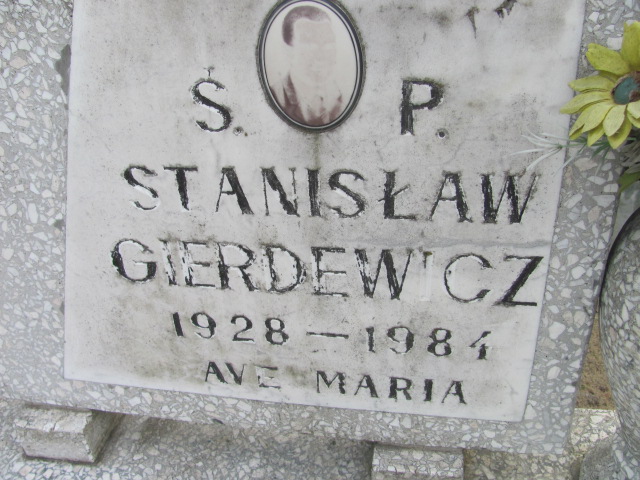 Ś. P.
STANISŁAW
GIERDEWICZ
1928 — 1984
AVE MARIA